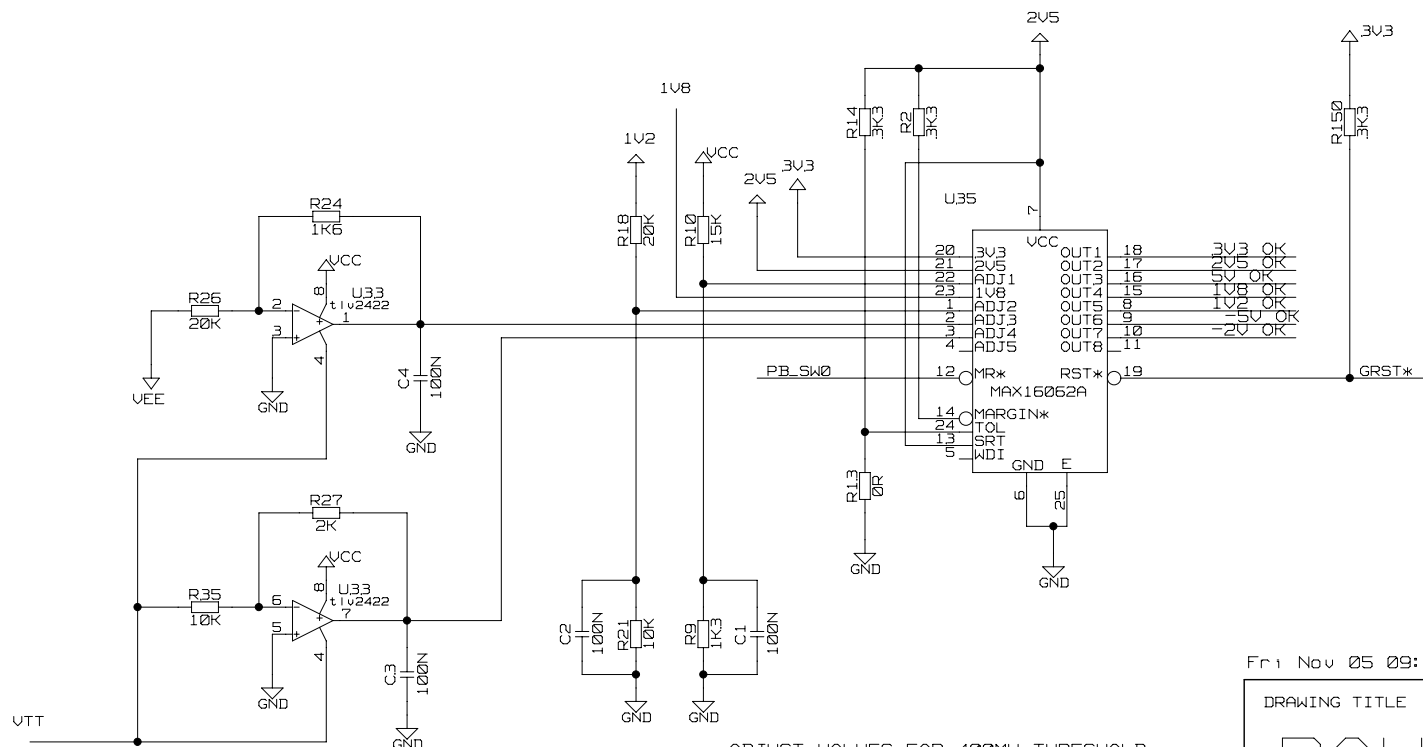 2V5
3V3
1V8
R14
3K3
R2
3K3
R150
3K3
1V2
VCC
2V5
3V3
U35
R24
1K6
R18
20K
R10
15K
7
VCC
VCC
8
U33
tlv2422
R26
20K
2
3
1
4
20 3V3 OUT1 18 3V3 OK
21 2V5 OUT2 17 2V5 OK
22 ADJ1 OUT3 16 5V OK
23 1V8 OUT4 15 1V8 OK
1 ADJ2 OUT5 8 1V2 OK
2 ADJ3 OUT6 9 -5V OK
3 ADJ4 OUT7 10 -2V OK
4 ADJ5 OUT8 11
PB_SW0 12 MR* RST* 19 GRST*
MAX16062A
VEE
GND
C4
100N
GND
14 MARGIN*
24 TOL
13 SRT
5 WDI
GND E
6
25
R13
0R
GND
GND
R27
2K
VCC
8
U33
tlv2422
R35
10K
6
5
7
4
GND
C3
100N
GND
C2
100N
R21
10K
R9
1K3
C1
100N
GND
GND
VTT
Fri Nov 05 09:
DRAWING TITLE
ADJUST VALUES FOR 400MV THRESHOLD